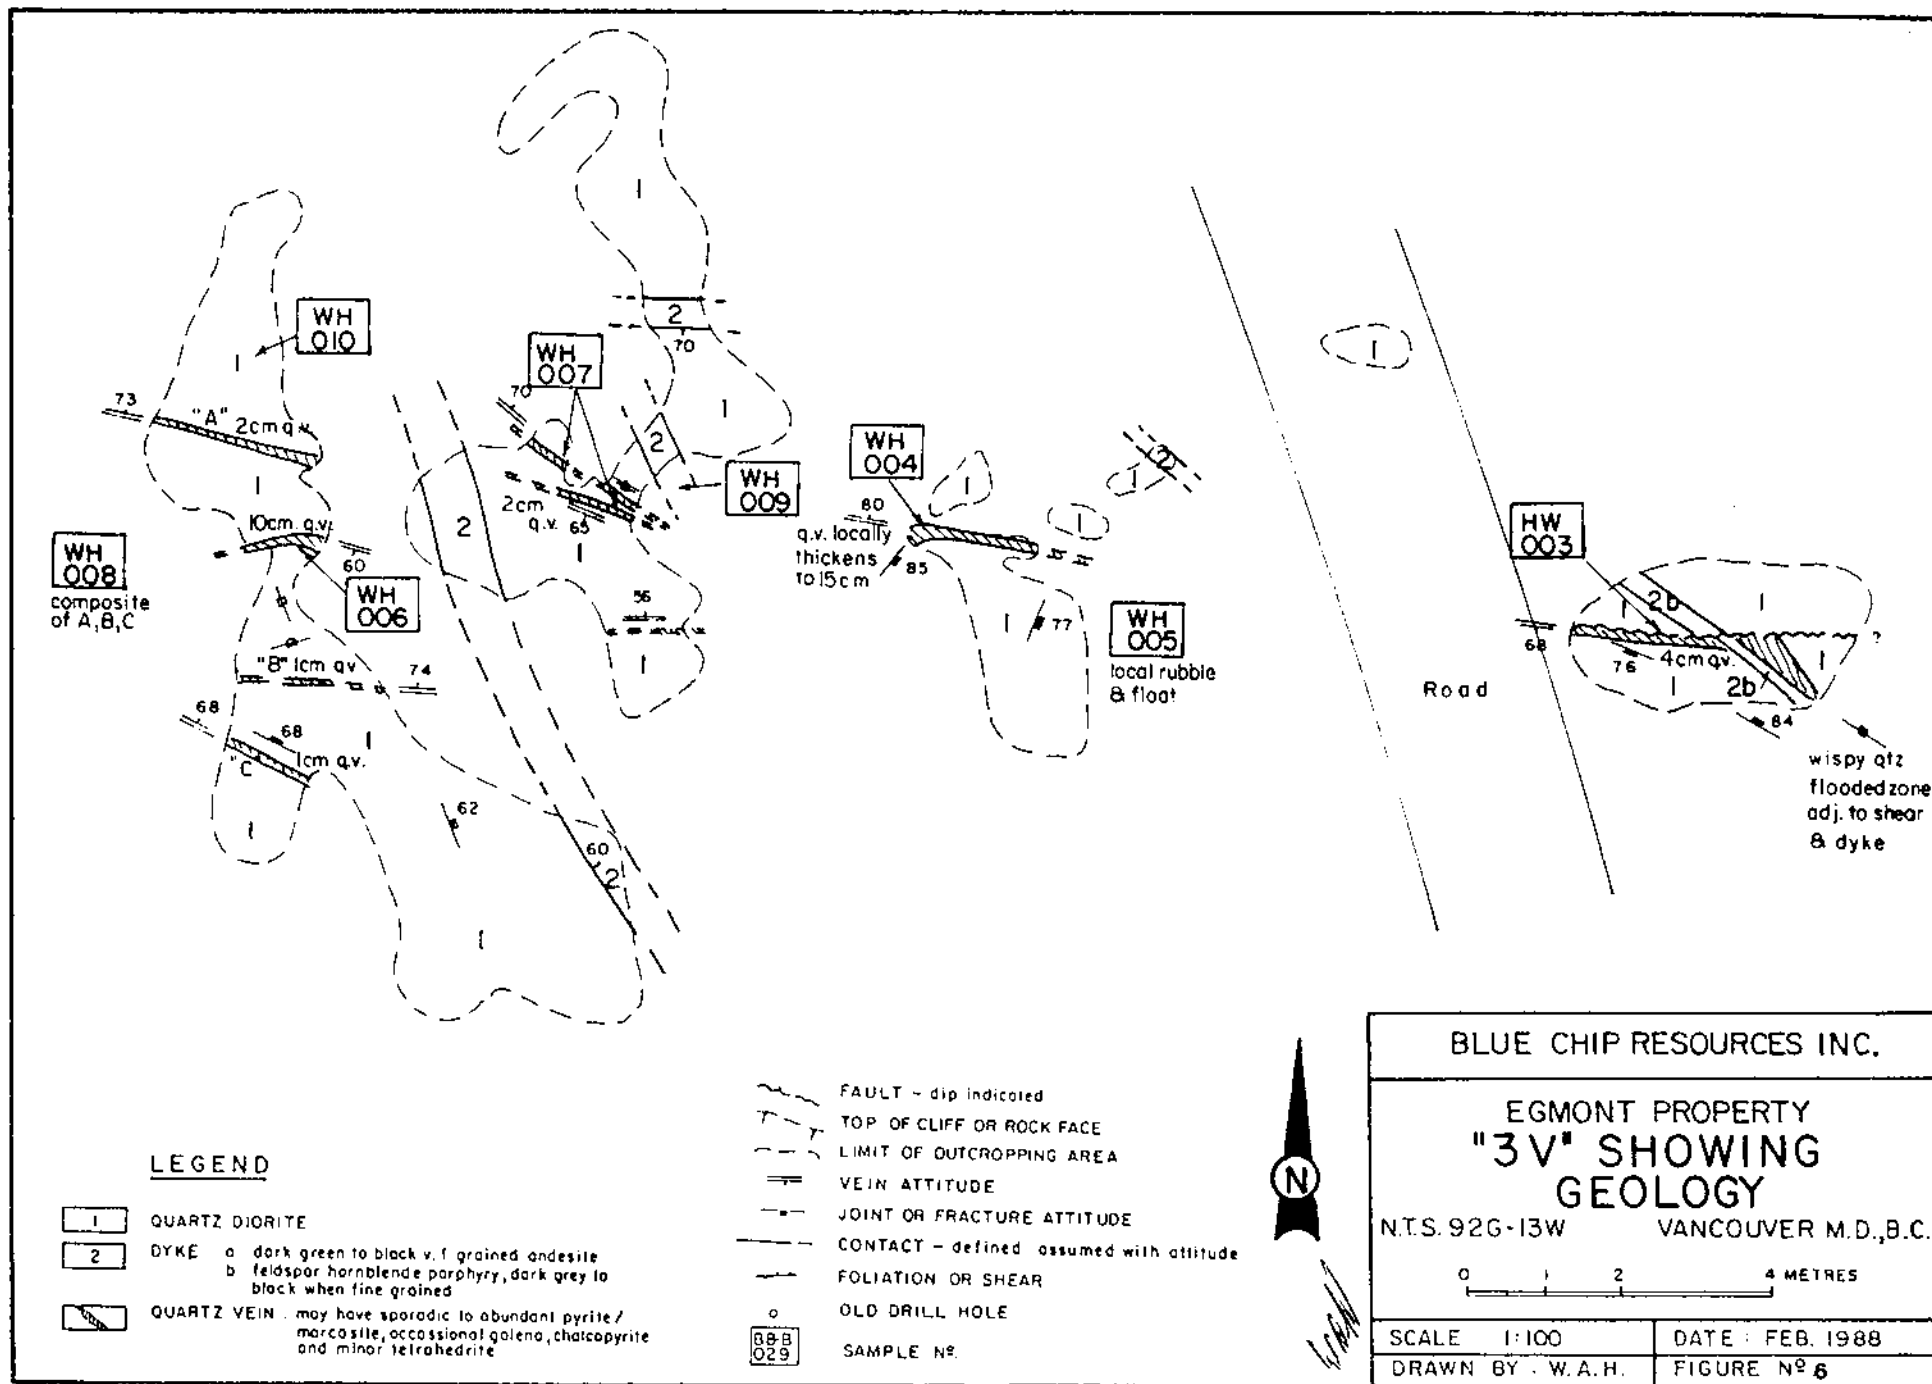 1
WH
010
1
73
"A" 2cm q.v.
1
10cm q.v.
WH
008
composite
of A,B,C
60
WH
006
"B" 1cm qv
74
68
68
1cm q.v.
"C"
1
1
62
1
60
2
2
1
2
70
WH
007
70
2
1
WH
009
2cm
q.v.
65
1
56
1
WH
004
80
q.v. locally
thickens
to 15cm
85
1
1
1
2
1
77
WH
005
local rubble
& float
1
Road
HW
003
1
2b
1
68
76
4cm qv.
1
2b
1
?
84
wispy qtz
flooded zone
adj. to shear
& dyke
LEGEND
1 QUARTZ DIORITE
2 DYKE a dark green to black v. f grained andesite
b feldspar hornblende porphyry, dark grey to
black when fine grained
QUARTZ VEIN . may have sporadic to abundant pyrite/
marcasite, occassional galena, chalcopyrite
and minor tetrahedrite
FAULT - dip indicated
TOP OF CLIFF OR ROCK FACE
LIMIT OF OUTCROPPING AREA
VEIN ATTITUDE
JOINT OR FRACTURE ATTITUDE
CONTACT - defined assumed with attitude
FOLIATION OR SHEAR
OLD DRILL HOLE
88-B
029
SAMPLE Nº.
N
BLUE CHIP RESOURCES INC.
EGMONT PROPERTY
"3V" SHOWING
GEOLOGY
N.T.S. 92G-13W VANCOUVER M.D.,B.C.
0 1 2 4 METRES
SCALE 1:100
DATE : FEB. 1988
DRAWN BY . W.A.H.
FIGURE Nº 6